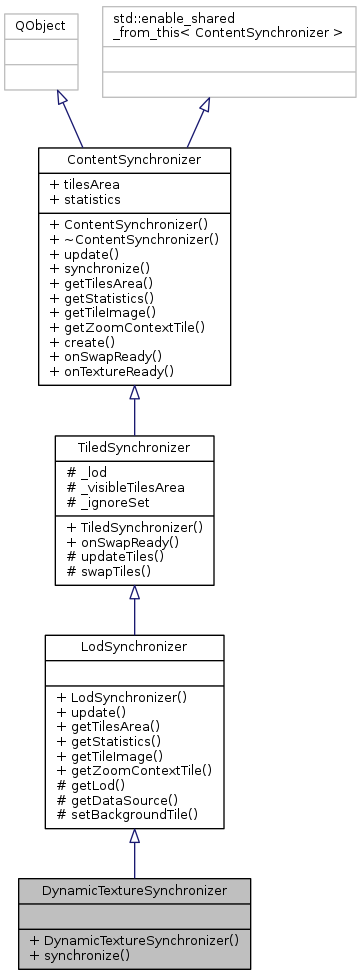 QObject
std::enable_shared
_from_this< ContentSynchronizer >
ContentSynchronizer
+ tilesArea
+ statistics
+ ContentSynchronizer()
+ ~ContentSynchronizer()
+ update()
+ synchronize()
+ getTilesArea()
+ getStatistics()
+ getTileImage()
+ getZoomContextTile()
+ create()
+ onSwapReady()
+ onTextureReady()
TiledSynchronizer
# _lod
# _visibleTilesArea
# _ignoreSet
+ TiledSynchronizer()
+ onSwapReady()
# updateTiles()
# swapTiles()
LodSynchronizer
+ LodSynchronizer()
+ update()
+ getTilesArea()
+ getStatistics()
+ getTileImage()
+ getZoomContextTile()
# getLod()
# getDataSource()
# setBackgroundTile()
DynamicTextureSynchronizer
+ DynamicTextureSynchronizer()
+ synchronize()